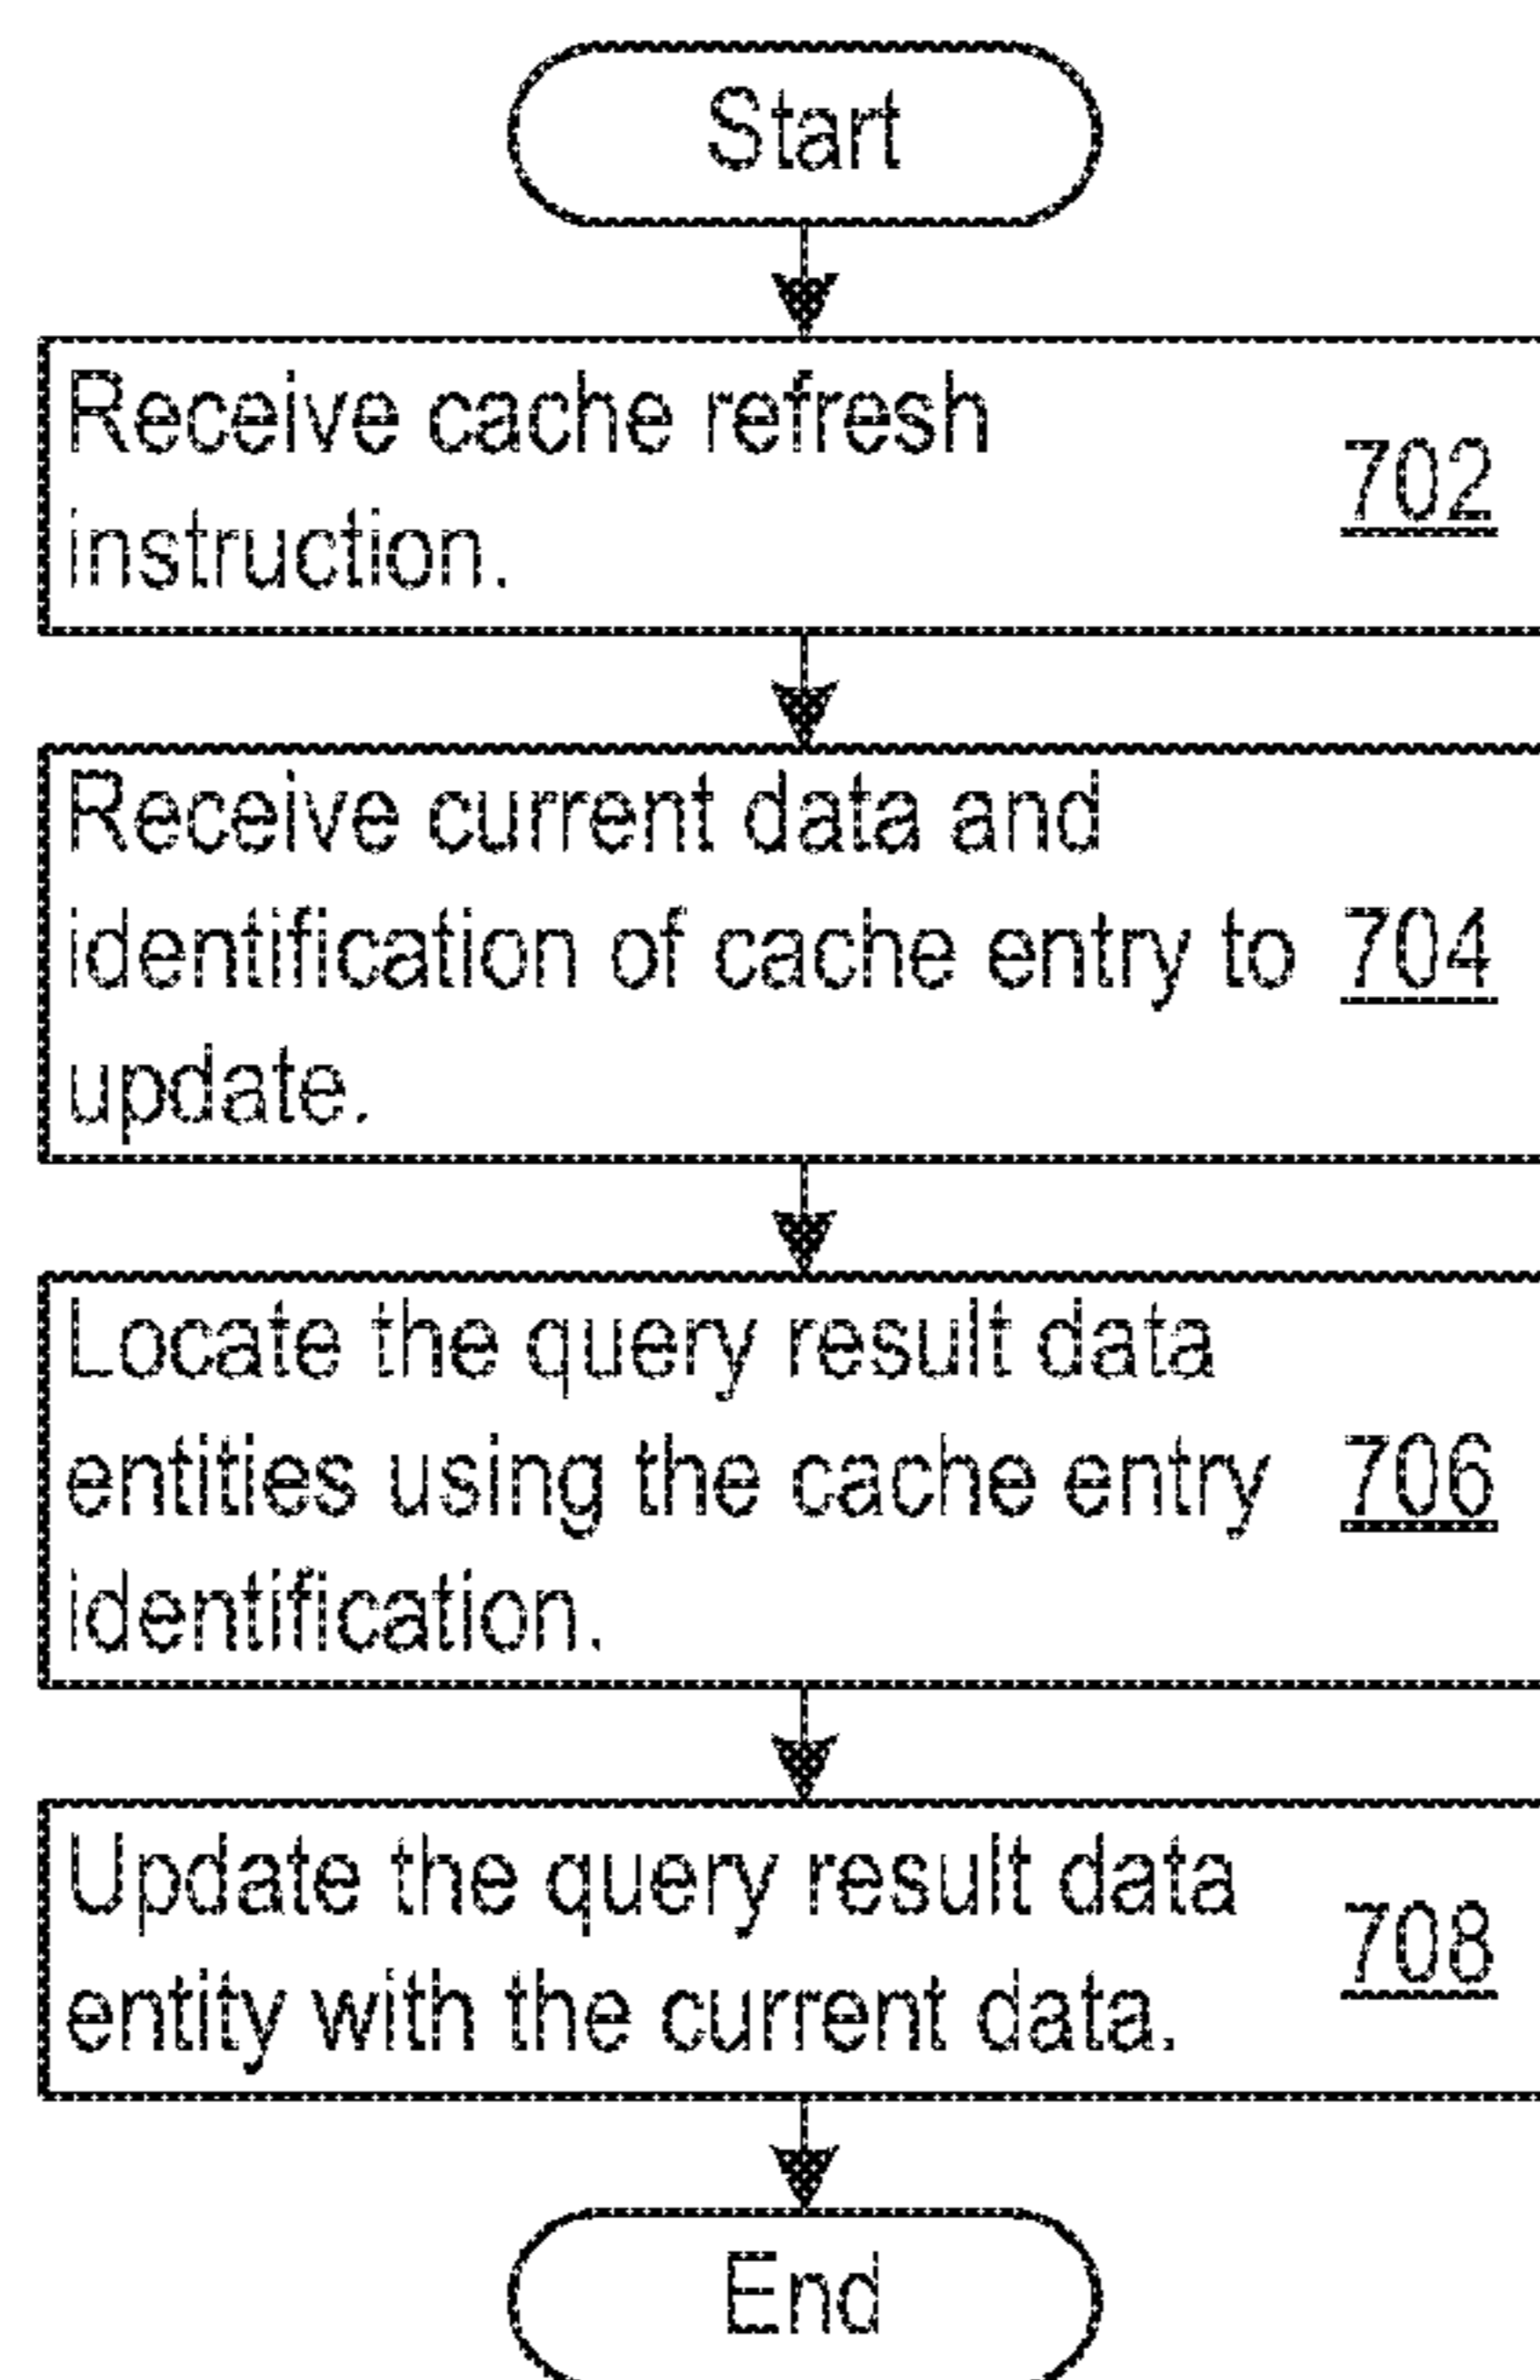 Start
Receive cache refresh
instruction.
702
Receive current data and
identification of cache entry to 704
update.
Locate the query result data
entities using the cache entry 706
identification.
Update the query result data
entity with the current data.
708
End